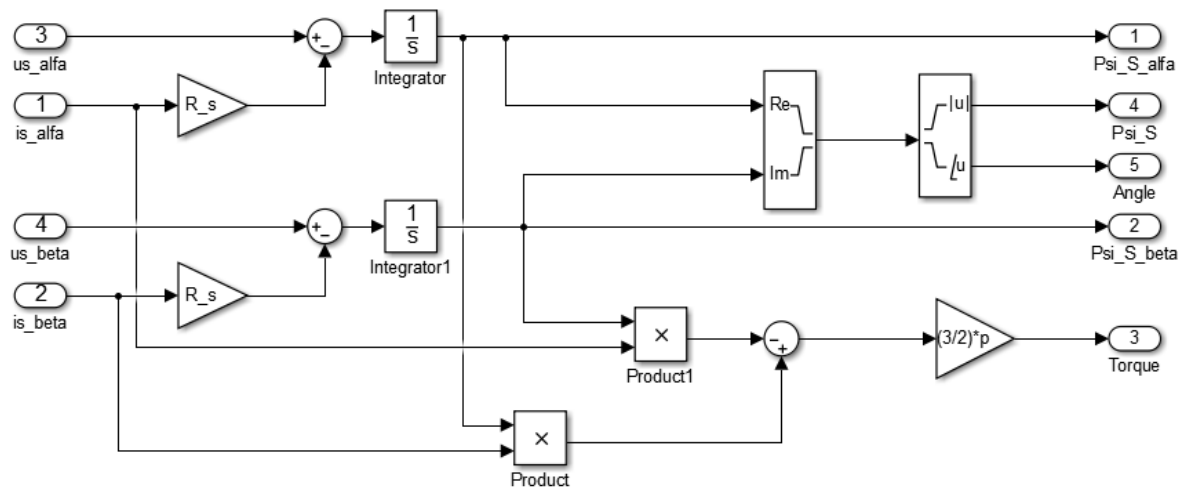 3
us_alfa
1
is_alfa
R_s
+
−
1
s
Integrator
1
Psi_S_alfa
Re
Im
|u|
∠u
4
Psi_S
5
Angle
4
us_beta
2
is_beta
R_s
+
−
1
s
Integrator1
2
Psi_S_beta
×
Product1
−
+
(3/2)*p
3
Torque
×
Product